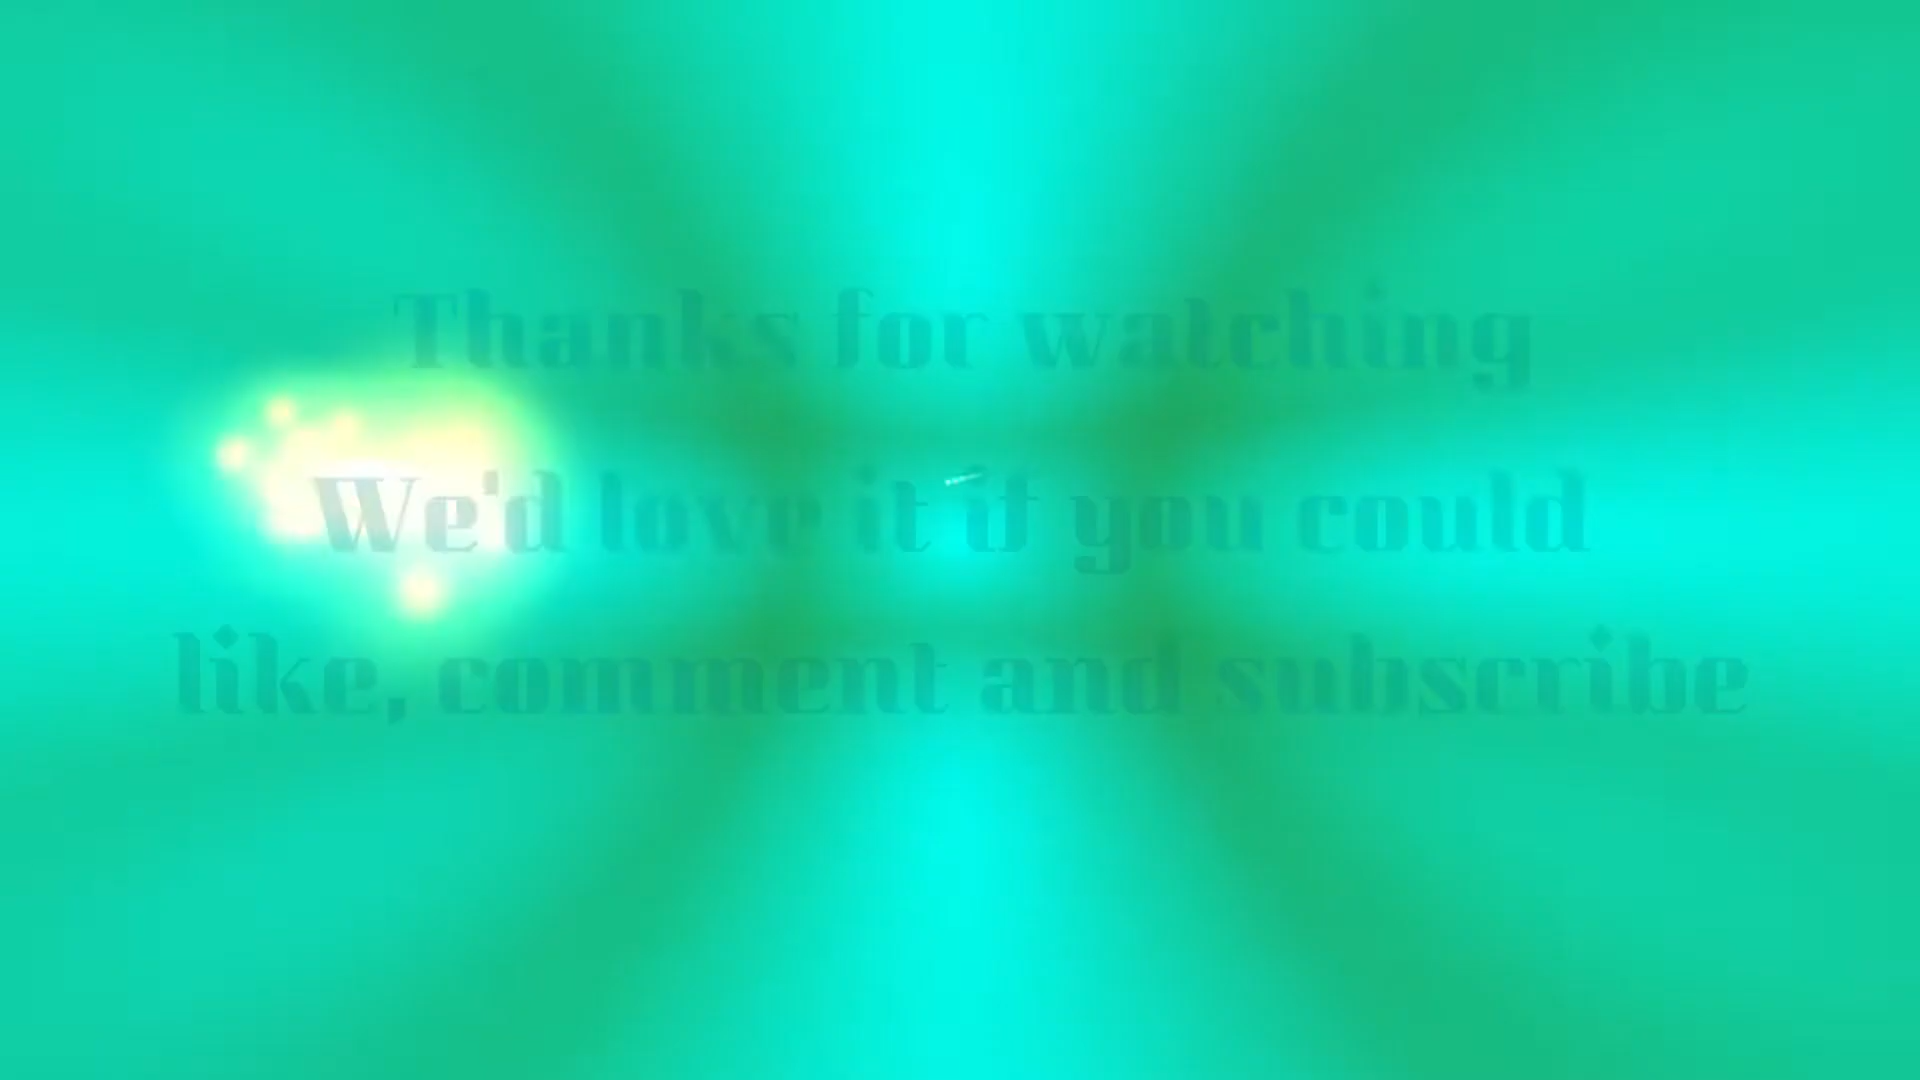 Thanks for watching
We'd love it if you could
like, comment and subscribe